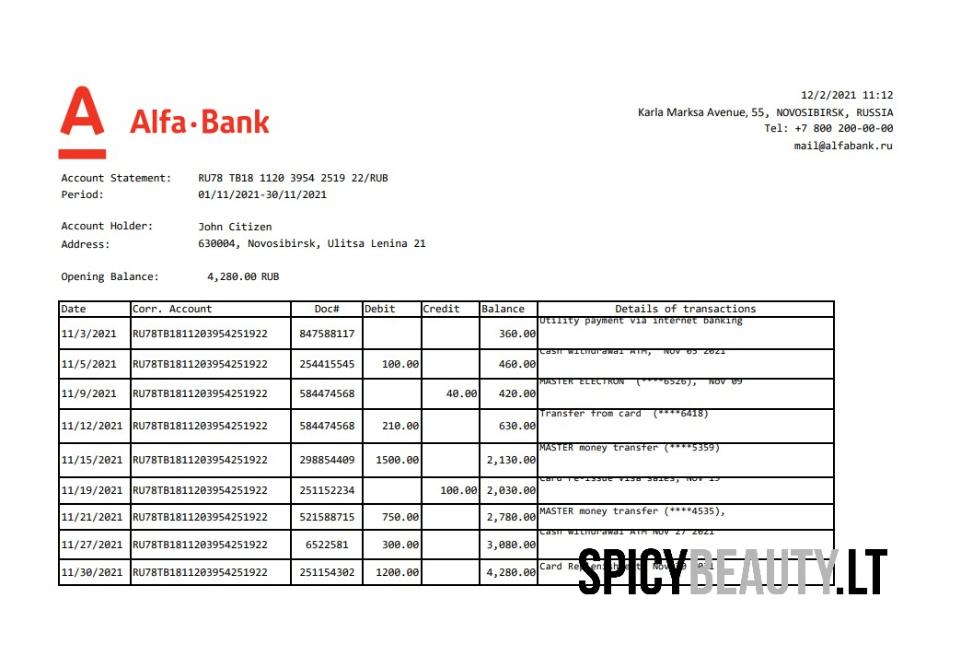 12/2/2021 11:12
Karla Marksa Avenue, 55, NOVOSIBIRSK, RUSSIA
Tel: +7 800 200-00-00
mail@alfabank.ru
A Alfa·Bank
Account Statement: RU78 TB18 1120 3954 2519 22/RUB
Period: 01/11/2021-30/11/2021
Account Holder: John Citizen
Address: 630004, Novosibirsk, Ulitsa Lenina 21
Opening Balance: 4,280.00 RUB
Date Corr. Account Doc# Debit Credit Balance Details of transactions
11/3/2021 RU78TB1811203954251922 847588117 360.00 Utility payment via internet banking
11/5/2021 RU78TB1811203954251922 254415545 100.00 460.00 Cash withdrawal ATM, Nov 05 2021
11/9/2021 RU78TB1811203954251922 584474568 40.00 420.00 MASTER ELECTRON (****6526), Nov 09
11/12/2021 RU78TB1811203954251922 584474568 210.00 630.00 Transfer from card (****6418)
11/15/2021 RU78TB1811203954251922 298854409 1500.00 2,130.00 MASTER money transfer (****5359)
11/19/2021 RU78TB1811203954251922 251152234 100.00 2,030.00 Card re-issue Visa sales, Nov 19
11/21/2021 RU78TB1811203954251922 521588715 750.00 2,780.00 MASTER money transfer (****4535),
11/27/2021 RU78TB1811203954251922 6522581 300.00 3,080.00 Cash withdrawal ATM Nov 27 2021
11/30/2021 RU78TB1811203954251922 251154302 1200.00 4,280.00 Card Replenishment, Nov 30 2021
SPICYBEAUTY.LT